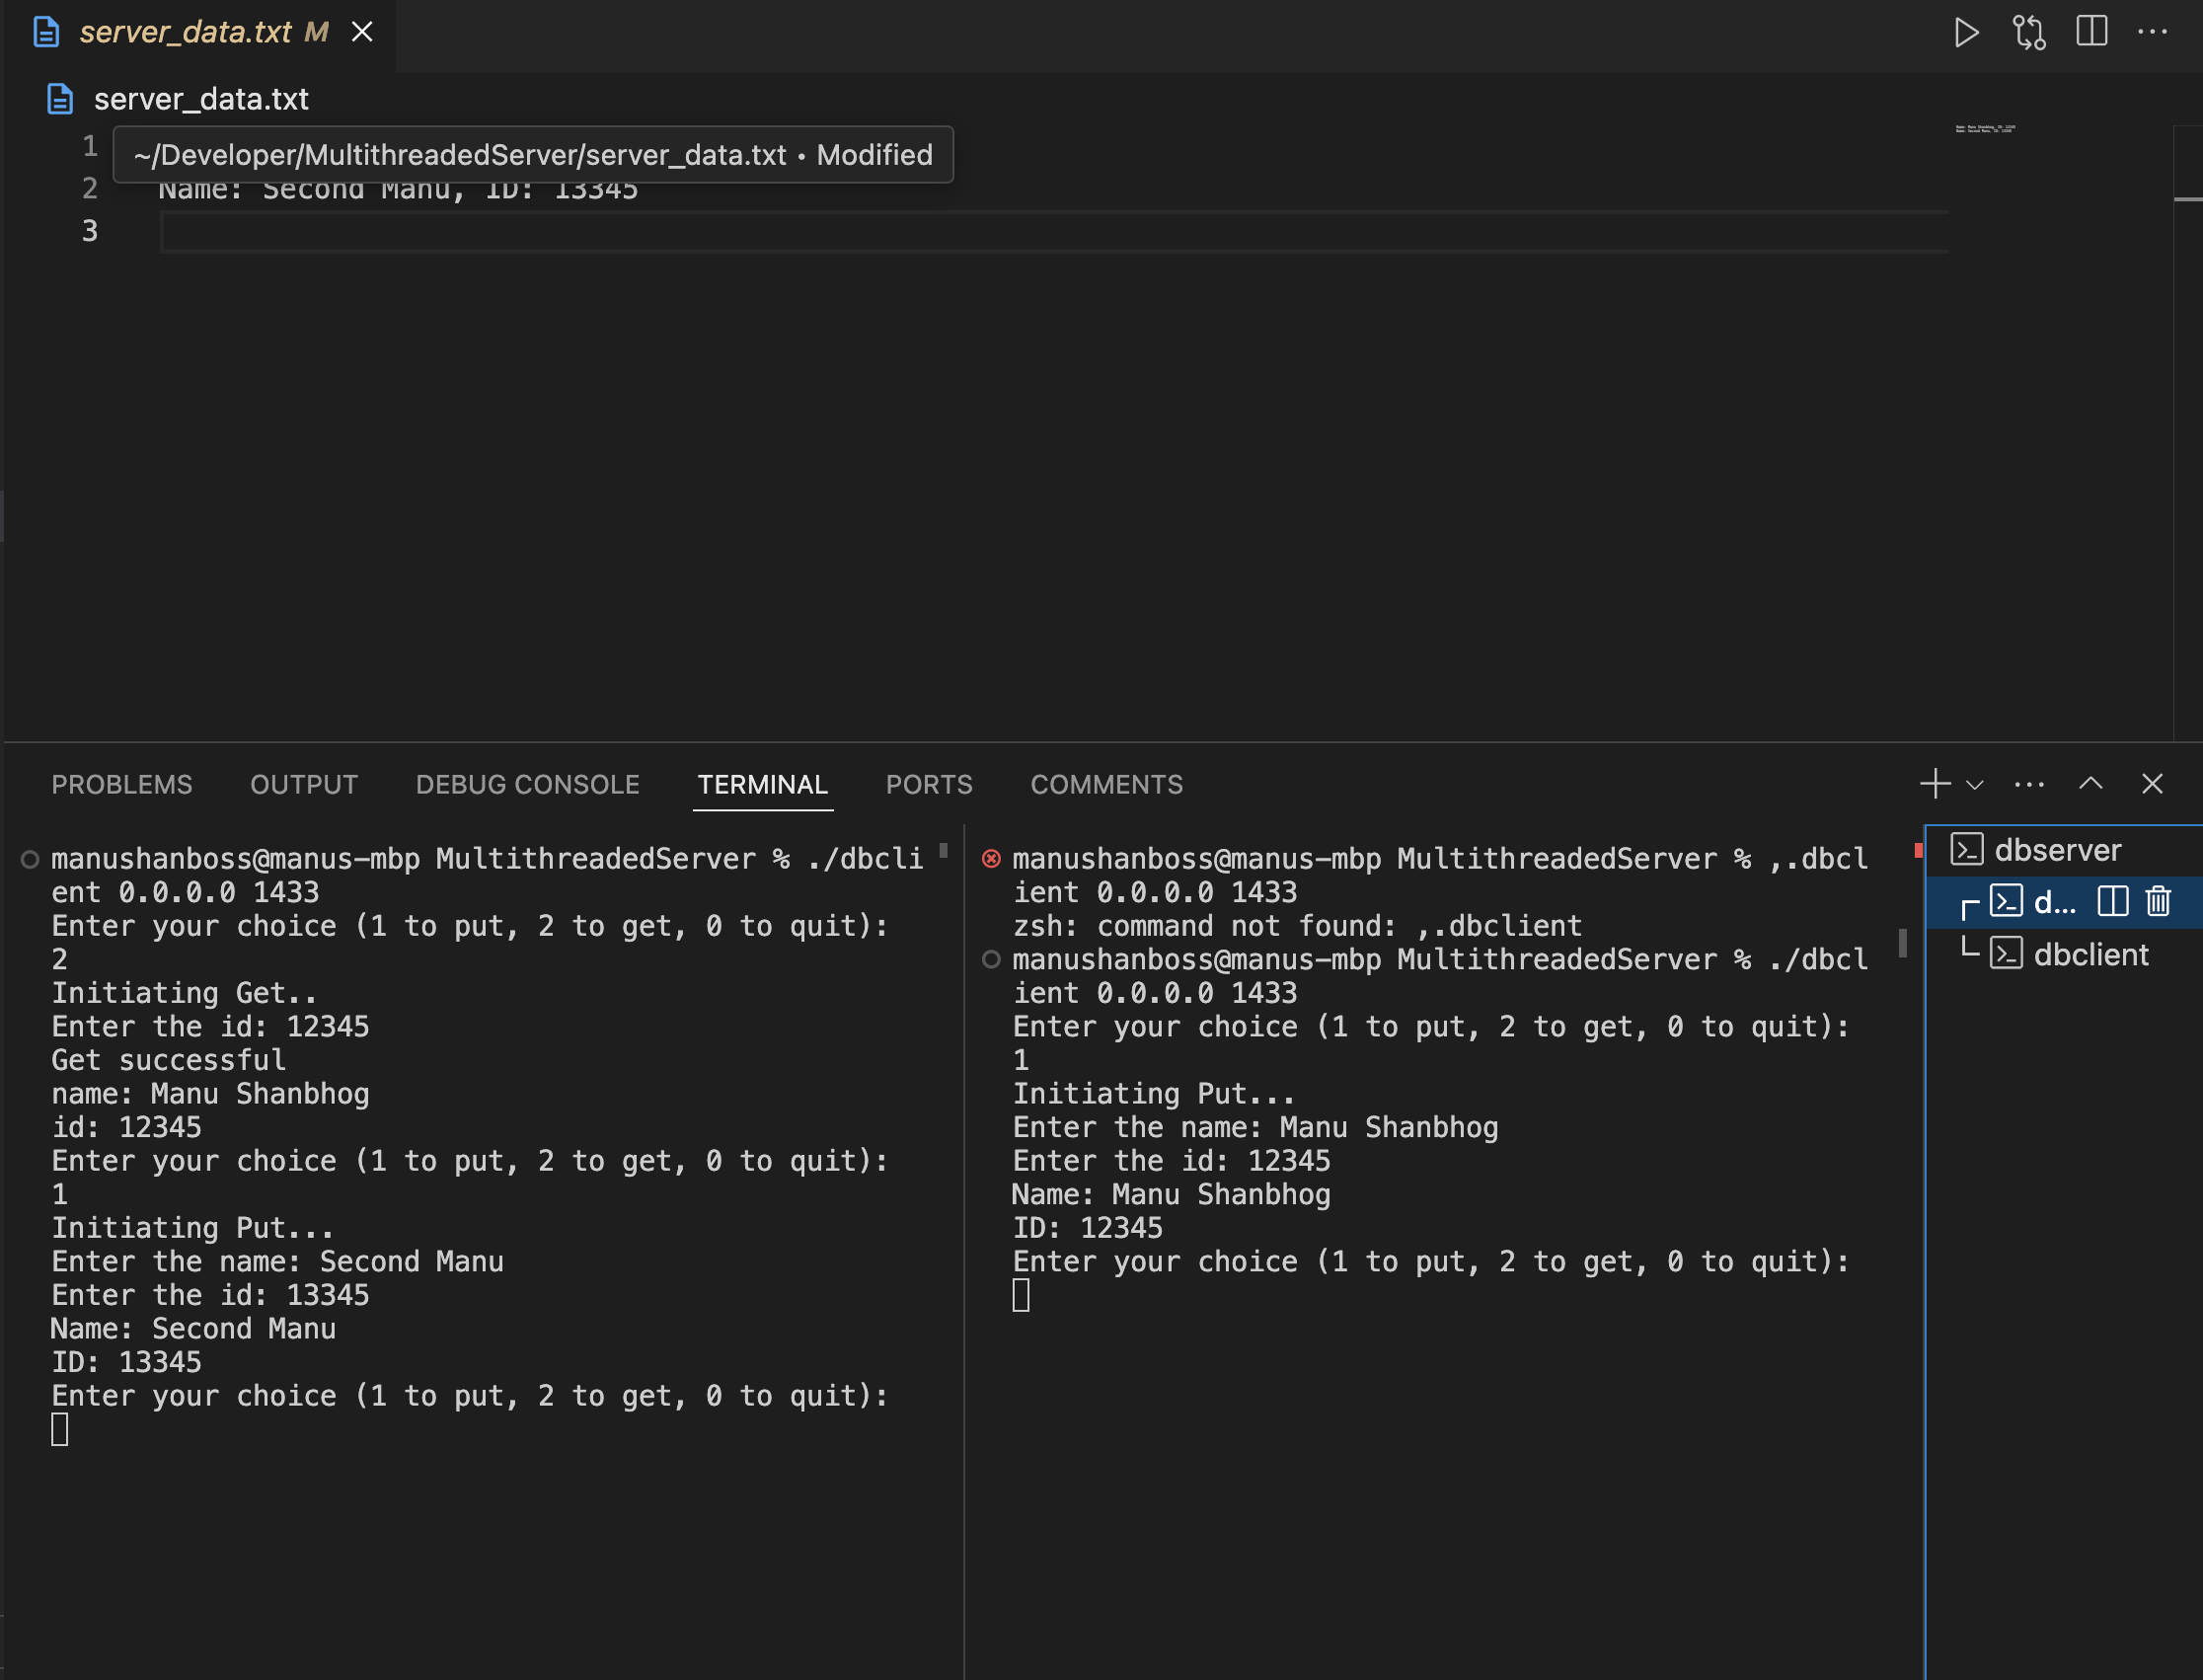 server_data.txt M
server_data.txt
1
~/Developer/MultithreadedServer/server_data.txt • Modified
2 Name: Second Manu, ID: 13345
3
PROBLEMS OUTPUT DEBUG CONSOLE TERMINAL PORTS COMMENTS
manushanboss@manus-mbp MultithreadedServer % ./dbcli
ent 0.0.0.0 1433
Enter your choice (1 to put, 2 to get, 0 to quit):
2
Initiating Get..
Enter the id: 12345
Get successful
name: Manu Shanbhog
id: 12345
Enter your choice (1 to put, 2 to get, 0 to quit):
1
Initiating Put...
Enter the name: Second Manu
Enter the id: 13345
Name: Second Manu
ID: 13345
Enter your choice (1 to put, 2 to get, 0 to quit):
manushanboss@manus-mbp MultithreadedServer % ,.dbcl
ient 0.0.0.0 1433
zsh: command not found: ,.dbclient
manushanboss@manus-mbp MultithreadedServer % ./dbcl
ient 0.0.0.0 1433
Enter your choice (1 to put, 2 to get, 0 to quit):
1
Initiating Put...
Enter the name: Manu Shanbhog
Enter the id: 12345
Name: Manu Shanbhog
ID: 12345
Enter your choice (1 to put, 2 to get, 0 to quit):
dbserver
d...
dbclient